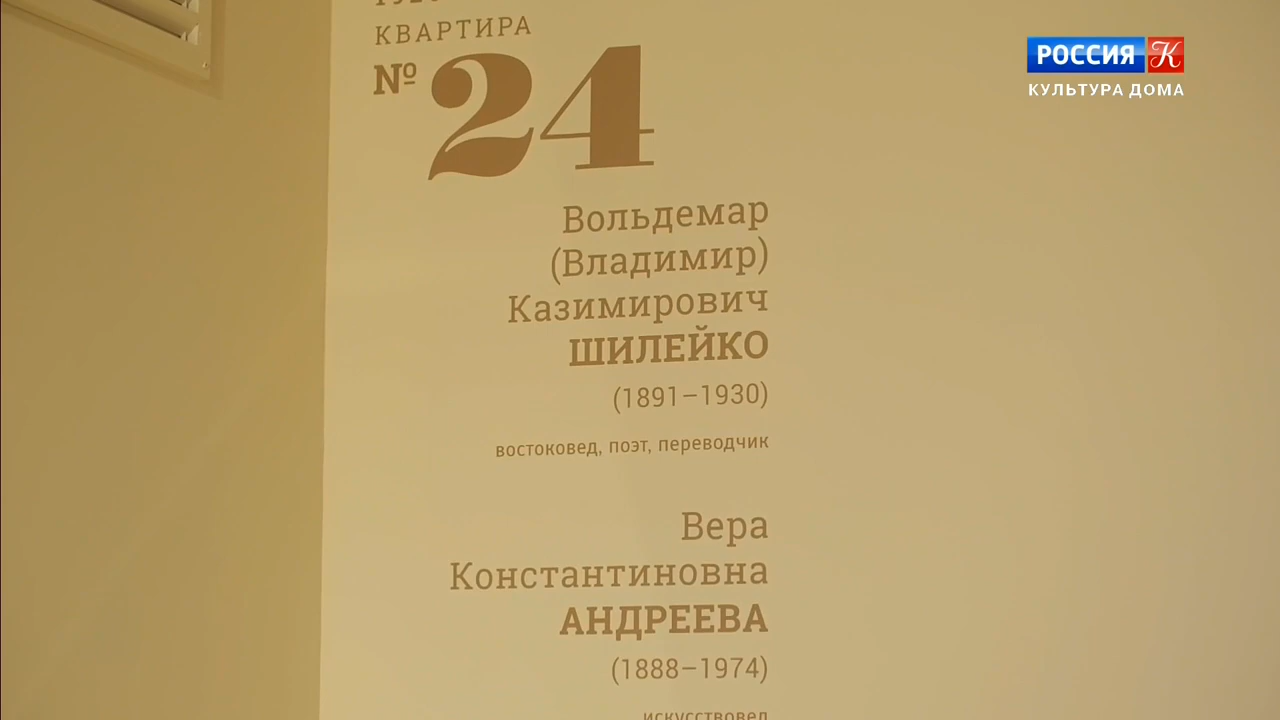 КВАРТИРА
№ 24
Вольдемар
(Владимир)
Казимирович
ШИЛЕЙКО
(1891–1930)
востоковед, поэт, переводчик
Вера
Константиновна
АНДРЕЕВА
(1888–1974)
искусствовед
РОССИЯ К
КУЛЬТУРА ДОМА